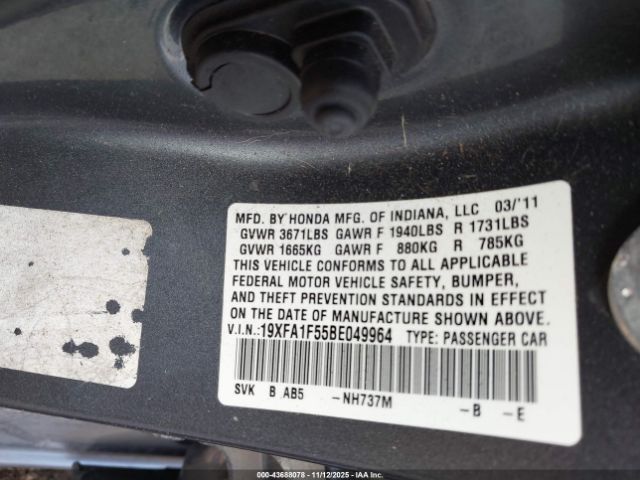 MFD. BY HONDA MFG. OF INDIANA, LLC 03/'11
GVWR 3671LBS GAWR F 1940LBS R 1731LBS
GVWR 1665KG GAWR F 880KG R 785KG
THIS VEHICLE CONFORMS TO ALL APPLICABLE
FEDERAL MOTOR VEHICLE SAFETY, BUMPER,
AND THEFT PREVENTION STANDARDS IN EFFECT
ON THE DATE OF MANUFACTURE SHOWN ABOVE.
V.I.N.:19XFA1F55BE049964 TYPE: PASSENGER CAR
SVK B AB5 -NH737M -B -E
000-43688078 - 11/12/2025 - IAAI.COM